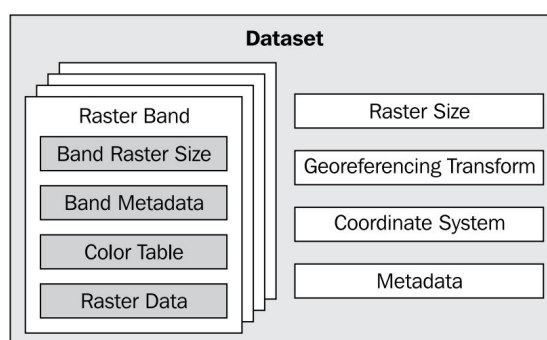 Dataset
Raster Band
Band Raster Size
Band Metadata
Color Table
Raster Data
Raster Size
Georeferencing Transform
Coordinate System
Metadata